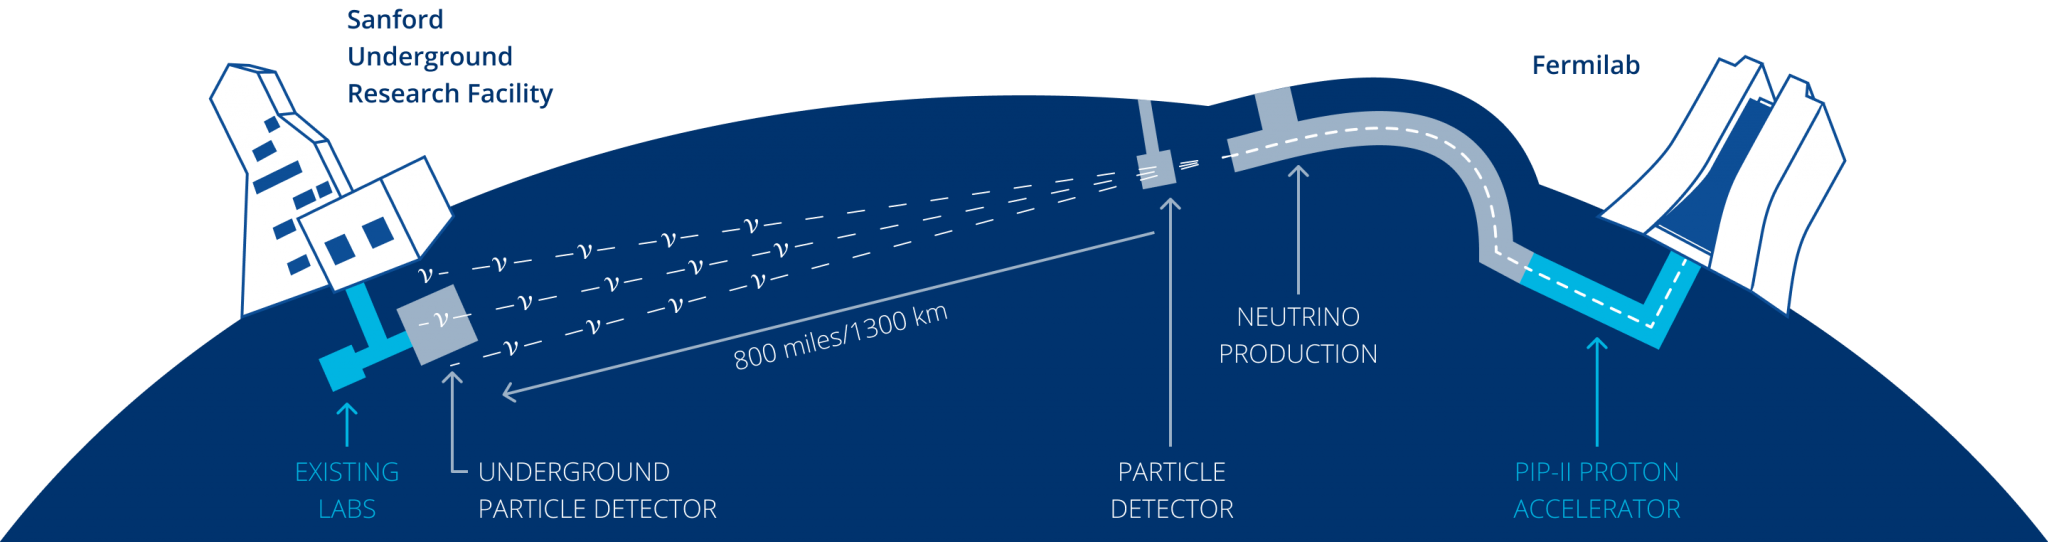 Sanford
Underground
Research Facility
Fermilab
ν ν ν ν ν
ν ν ν ν ν
ν ν ν ν
800 miles/1300 km
NEUTRINO
PRODUCTION
EXISTING
LABS
UNDERGROUND
PARTICLE DETECTOR
PARTICLE
DETECTOR
PIP-II PROTON
ACCELERATOR